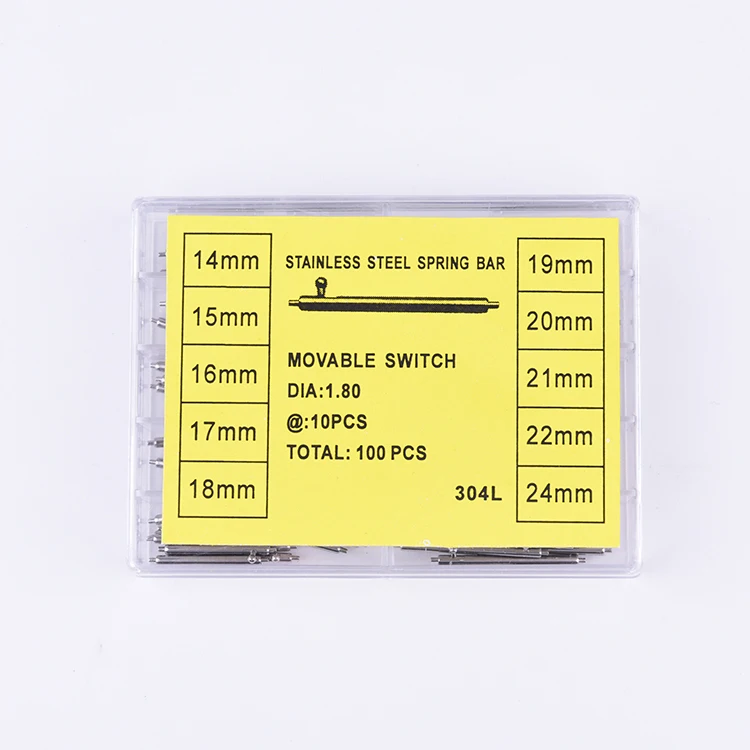 14mm
15mm
16mm
17mm
18mm
STAINLESS STEEL SPRING BAR
MOVABLE SWITCH
DIA:1.80
@:10PCS
TOTAL: 100 PCS
304L
19mm
20mm
21mm
22mm
24mm